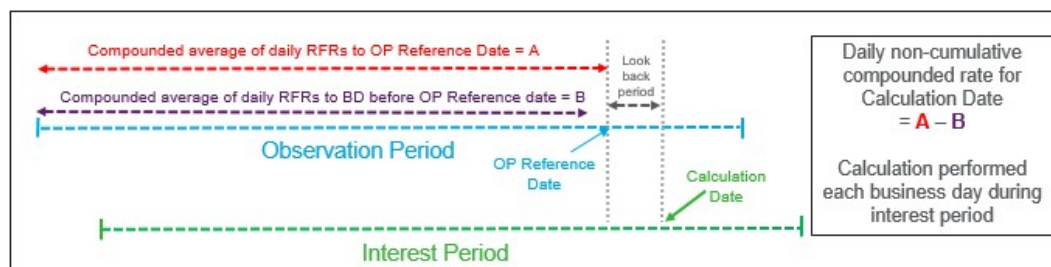 Compounded average of daily RFRs to OP Reference Date = A
Look
back
period
Compounded average of daily RFRs to BD before OP Reference date = B
Observation Period
OP Reference
Date
Calculation
Date
Interest Period
Daily non-cumulative
compounded rate for
Calculation Date
= A – B
Calculation performed
each business day during
interest period